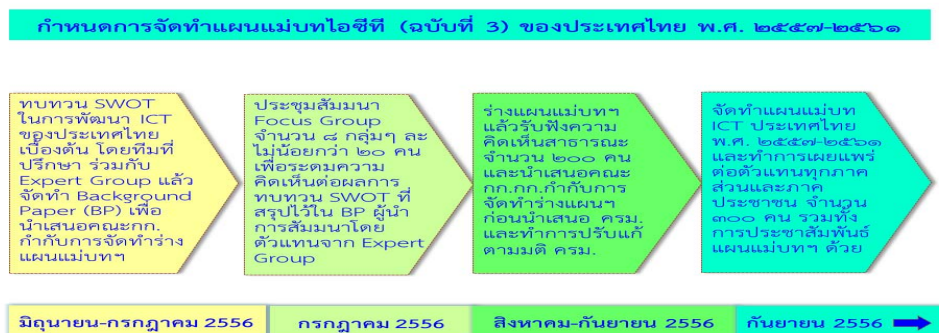 กำหนดการจัดทำแผนแม่บทไอซีที (ฉบับที่ 3) ของประเทศไทย พ.ศ. ๒๕๕๗-๒๕๖๑
ทบทวน SWOT
ในการพัฒนา ICT
ของประเทศไทย
เบื้องต้น โดยทีมที่
ปรึกษา ร่วมกับ
Expert Group แล้ว
จัดทำ Background
Paper (BP) เพื่อ
นำเสนอคณะกก.
กำกับการจัดทำร่าง
แผนแม่บทฯ
ประชุมสัมมนา
Focus Group
จำนวน ๘ กลุ่มๆ ละ
ไม่น้อยกว่า ๒๐ คน
เพื่อระดมความ
คิดเห็นต่อผลการ
ทบทวน SWOT ที่
สรุปไว้ใน BP ผู้นำ
การสัมมนาโดย
ตัวแทนจาก Expert
Group
ร่างแผนแม่บทฯ
แล้วรับฟังความ
คิดเห็นสาธารณะ
จำนวน ๒๐๐ คน
และนำเสนอคณะ
กก.กก.กำกับการ
จัดทำร่างแผนฯ
ก่อนนำเสนอ ครม.
และทำการปรับแก้
ตามมติ ครม.
จัดทำแผนแม่บท
ICT ประเทศไทย
พ.ศ. ๒๕๕๗-๒๕๖๑
และทำการเผยแพร่
ต่อตัวแทนทุกภาค
ส่วนและภาค
ประชาชน จำนวน
๓๐๐ คน รวมทั้ง
การประชาสัมพันธ์
แผนแม่บทฯ ด้วย
มิถุนายน-กรกฎาคม 2556
กรกฎาคม 2556
สิงหาคม-กันยายน 2556
กันยายน 2556